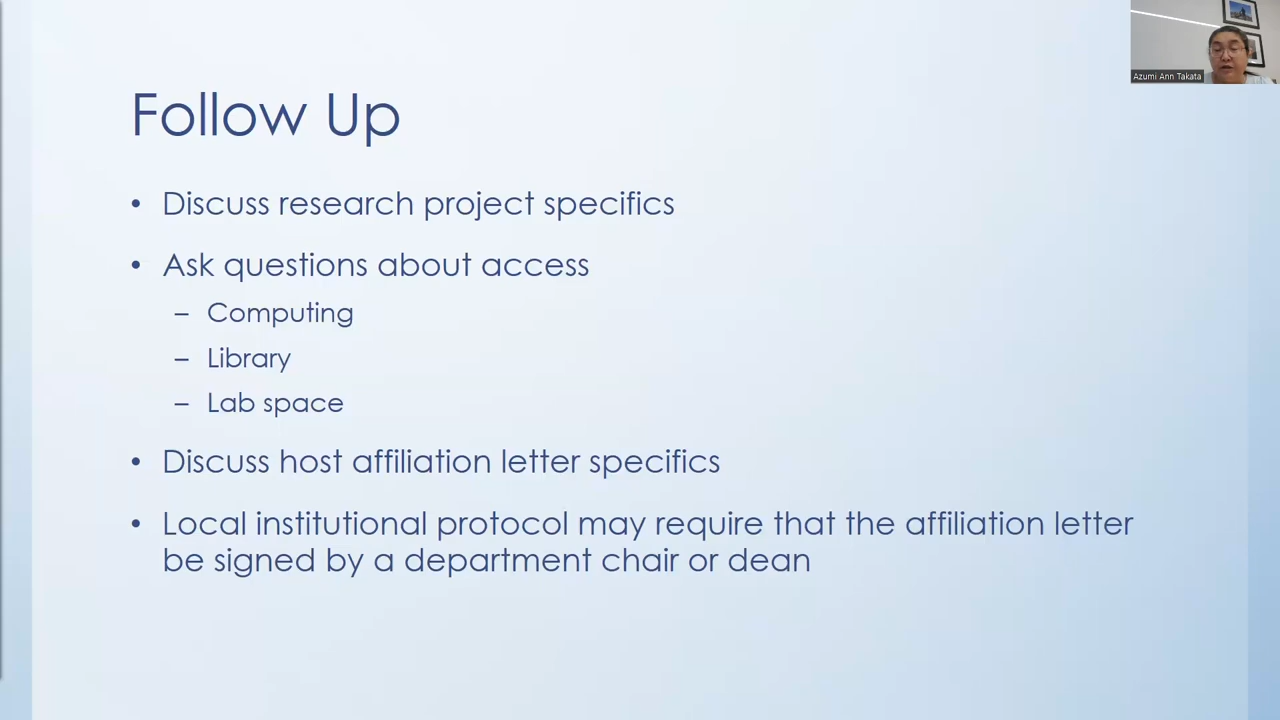 Azumi Ann Takata
Follow Up
• Discuss research project specifics
• Ask questions about access
– Computing
– Library
– Lab space
• Discuss host affiliation letter specifics
• Local institutional protocol may require that the affiliation letter
be signed by a department chair or dean